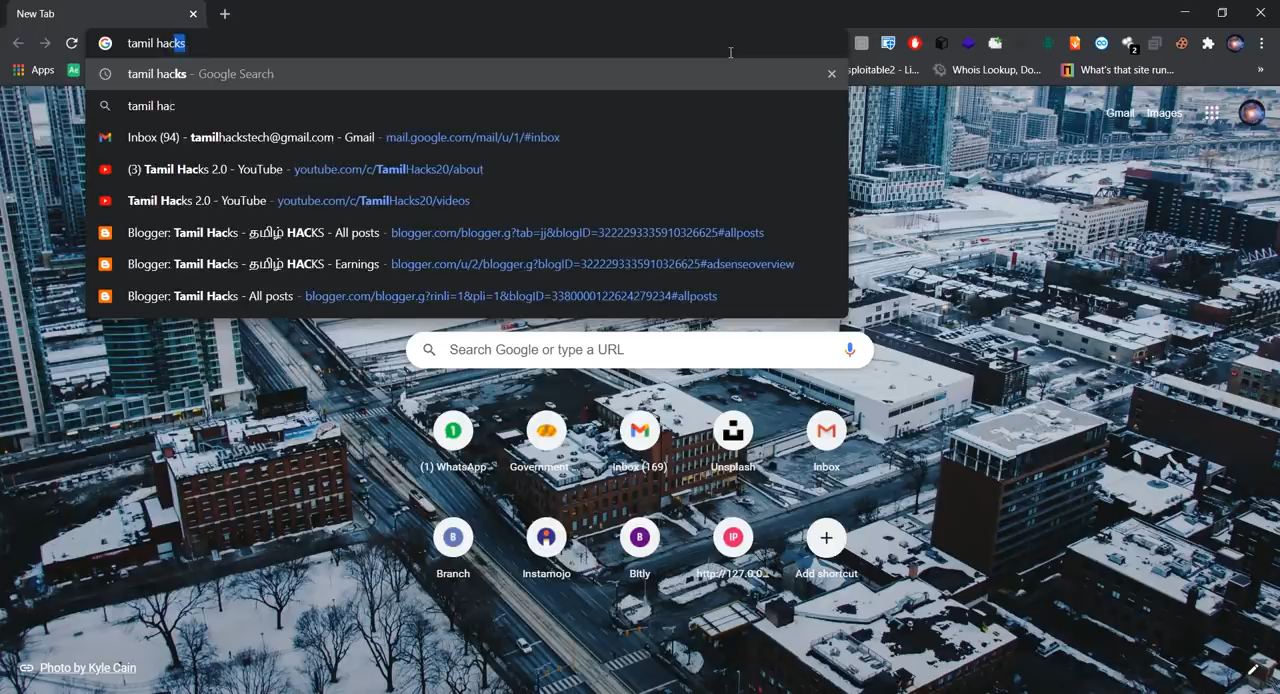 New Tab
tamil hacks
tamil hacks - Google Search
Apps
Ae
2
sploitable2 - Li...
Whois Lookup, Do...
What's that site run...
»
tamil hac
Gmail
Images
Inbox (94) - tamilhackstech@gmail.com - Gmail - mail.google.com/mail/u/1/#inbox
(3) Tamil Hacks 2.0 - YouTube - youtube.com/c/TamilHacks20/about
Tamil Hacks 2.0 - YouTube - youtube.com/c/TamilHacks20/videos
Blogger: Tamil Hacks - தமிழ் HACKS - All posts - blogger.com/blogger.g?tab=jj&blogID=3222293335910326625#allposts
Blogger: Tamil Hacks - தமிழ் HACKS - Earnings - blogger.com/u/2/blogger.g?blogID=3222293335910326625#adsenseoverview
Blogger: Tamil Hacks - All posts - blogger.com/blogger.g?rinli=1&pli=1&blogID=3380000122624279234#allposts
Search Google or type a URL
(1) WhatsApp
Government...
Inbox (169)
Unsplash
Inbox
B
B
IP
Branch
Instamojo
Bitly
http://127.0.0...
Add shortcut
Photo by Kyle Cain